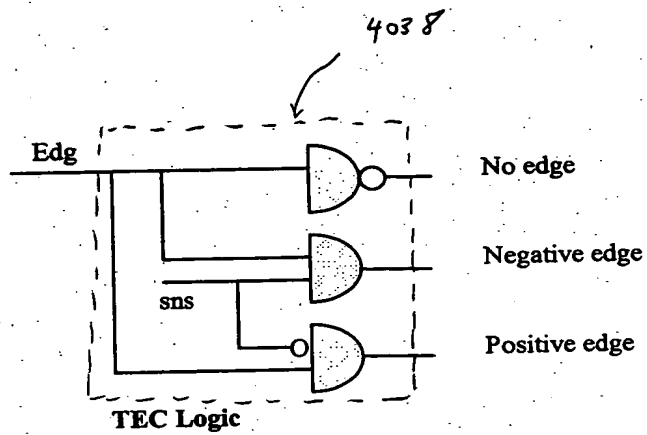 4038
Edg
No edge
Negative edge
sns
Positive edge
TEC Logic